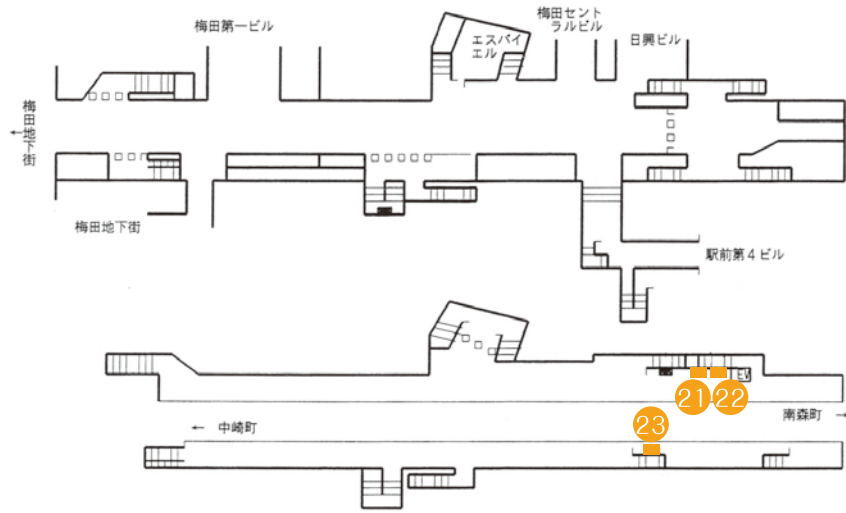 梅田第一ビル
エスパイ
エル
梅田セント
ラルビル
日興ビル
梅田地下街
←
梅田地下街
駅前第4ビル
EV
21
22
23
← 中崎町
南森町 →